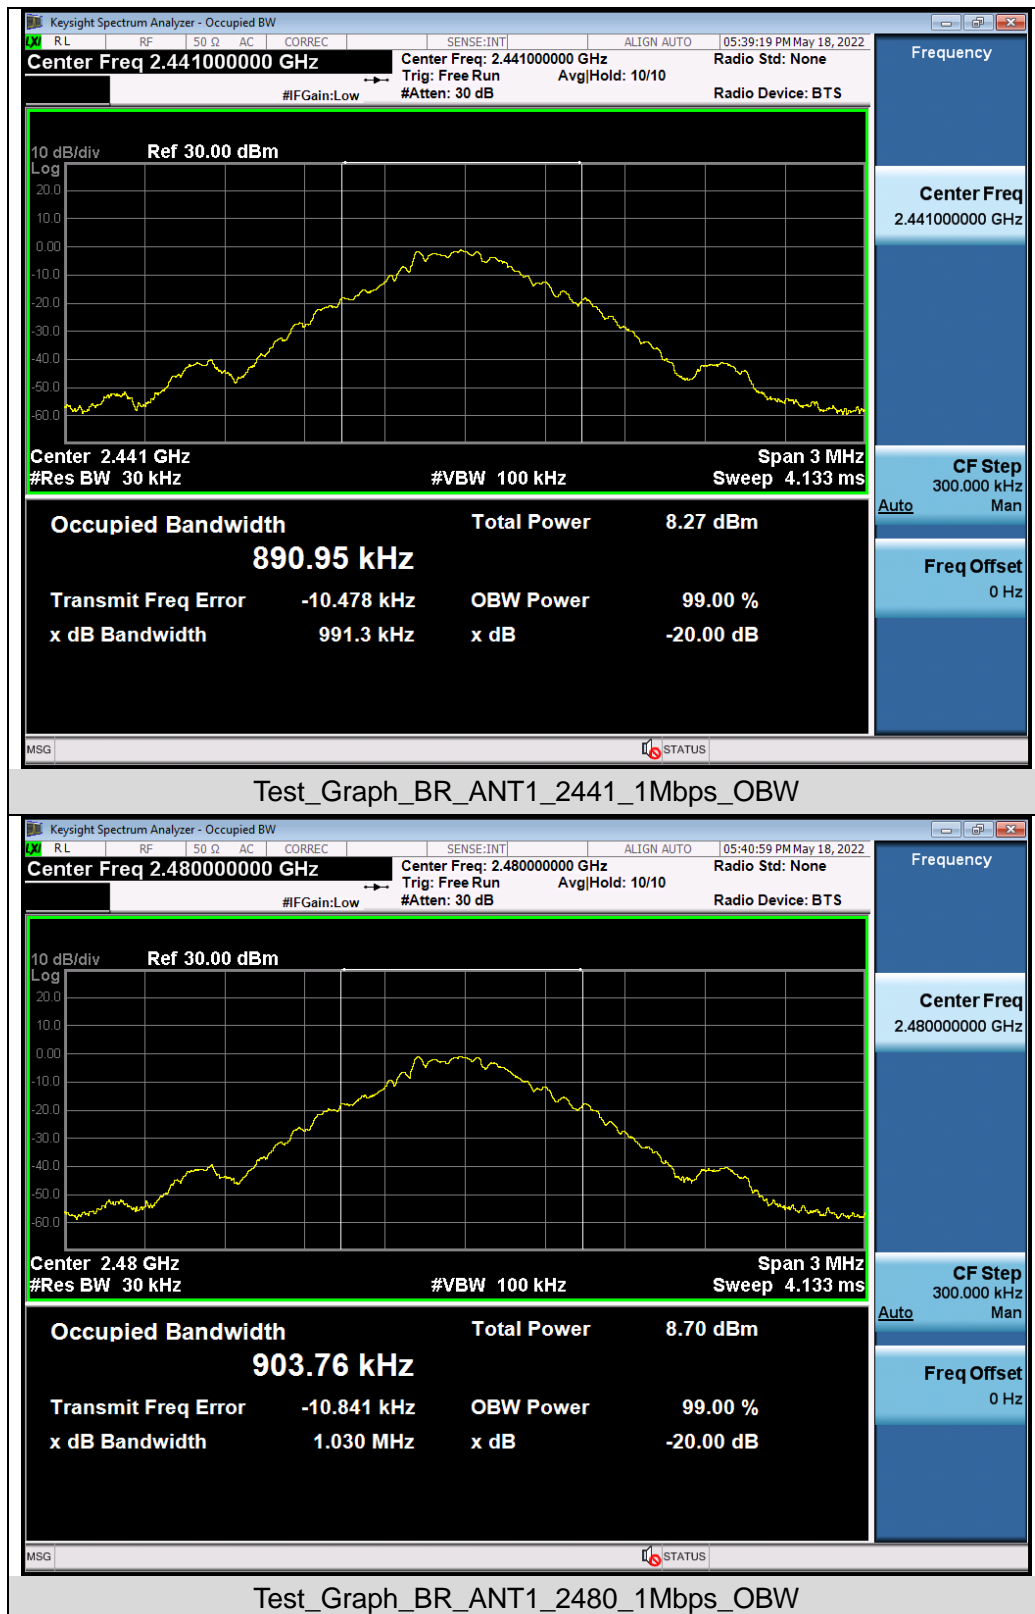 Keysight Spectrum Analyzer - Occupied BW
LXI RL RF 50 Ω AC CORREC SENSE:INT ALIGN AUTO 05:39:19 PM May 18, 2022
Center Freq 2.441000000 GHz
Center Freq: 2.441000000 GHz
Radio Std: None
Trig: Free Run Avg|Hold: 10/10
#IFGain:Low
#Atten: 30 dB
Radio Device: BTS
10 dB/div Ref 30.00 dBm
Log
20.0
10.0
0.00
-10.0
-20.0
-30.0
-40.0
-50.0
-60.0
Center 2.441 GHz Span 3 MHz
#Res BW 30 kHz #VBW 100 kHz Sweep 4.133 ms
Occupied Bandwidth Total Power 8.27 dBm
890.95 kHz
Transmit Freq Error -10.478 kHz OBW Power 99.00 %
x dB Bandwidth 991.3 kHz x dB -20.00 dB
MSG STATUS
Frequency
Center Freq
2.441000000 GHz
CF Step
300.000 kHz
Auto Man
Freq Offset
0 Hz
Test_Graph_BR_ANT1_2441_1Mbps_OBW
Keysight Spectrum Analyzer - Occupied BW
LXI RL RF 50 Ω AC CORREC SENSE:INT ALIGN AUTO 05:40:59 PM May 18, 2022
Center Freq 2.480000000 GHz
Center Freq: 2.480000000 GHz
Radio Std: None
Trig: Free Run Avg|Hold: 10/10
#IFGain:Low
#Atten: 30 dB
Radio Device: BTS
10 dB/div Ref 30.00 dBm
Log
20.0
10.0
0.00
-10.0
-20.0
-30.0
-40.0
-50.0
-60.0
Center 2.48 GHz Span 3 MHz
#Res BW 30 kHz #VBW 100 kHz Sweep 4.133 ms
Occupied Bandwidth Total Power 8.70 dBm
903.76 kHz
Transmit Freq Error -10.841 kHz OBW Power 99.00 %
x dB Bandwidth 1.030 MHz x dB -20.00 dB
MSG STATUS
Frequency
Center Freq
2.480000000 GHz
CF Step
300.000 kHz
Auto Man
Freq Offset
0 Hz
Test_Graph_BR_ANT1_2480_1Mbps_OBW